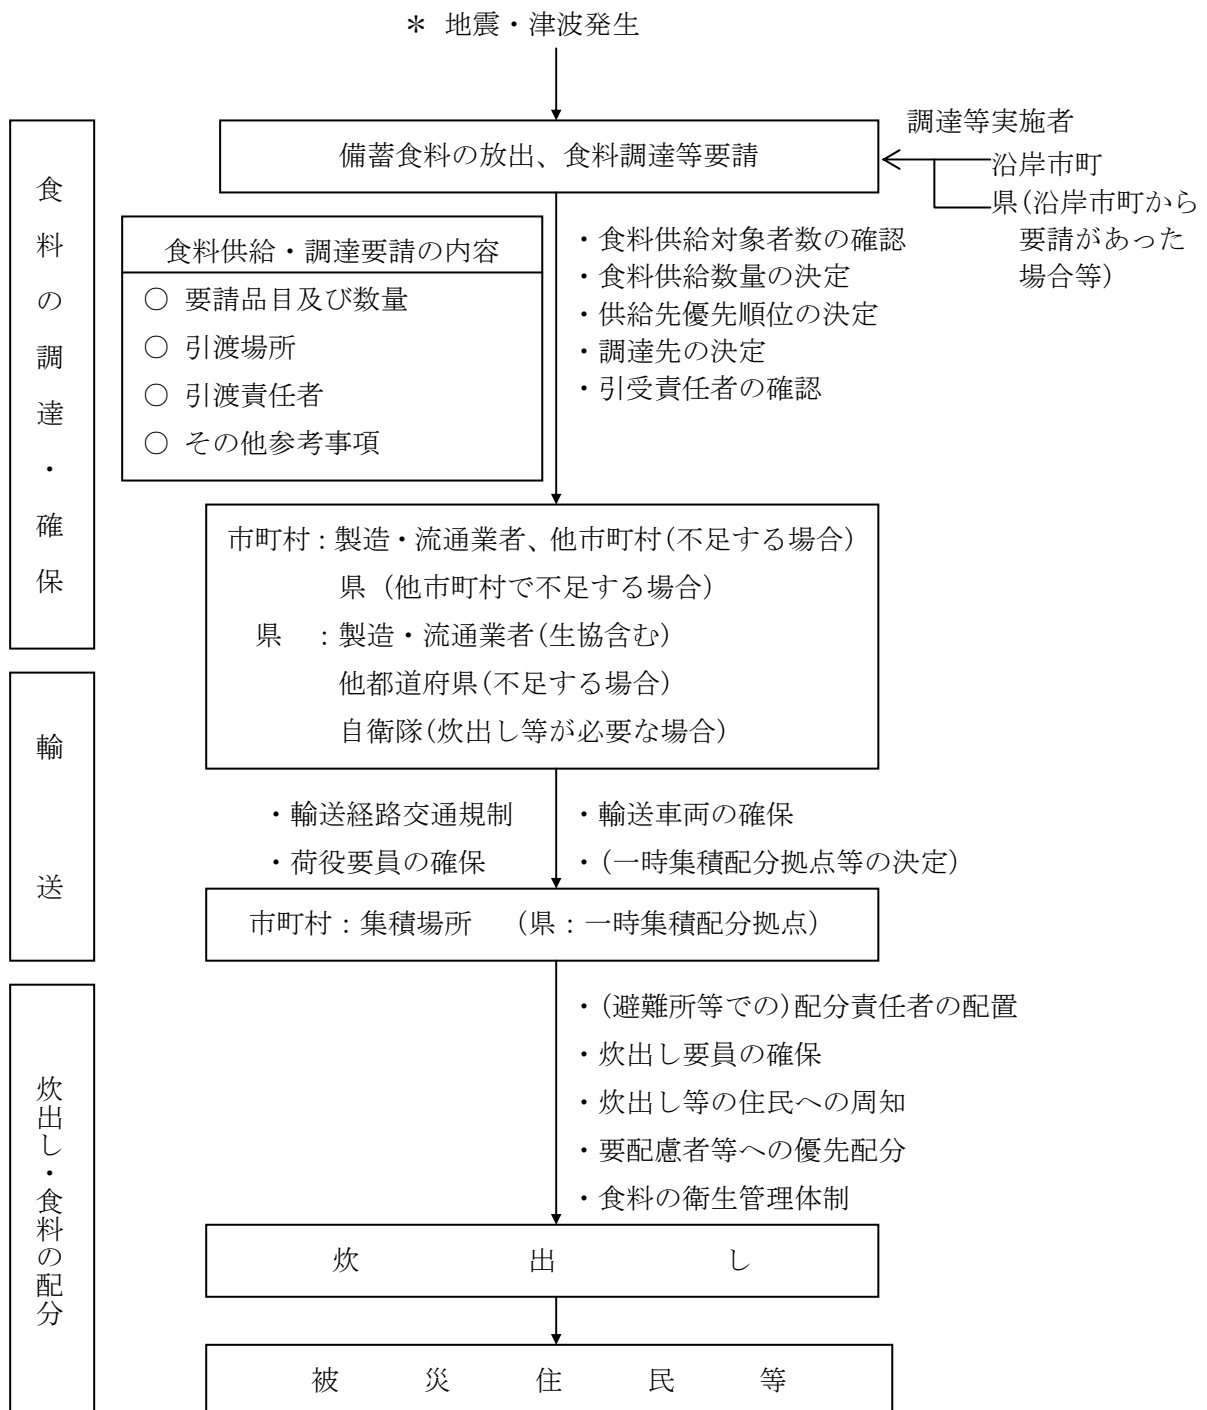 ＊ 地震・津波発生
食料の調達・確保
備蓄食料の放出、食料調達等要請
調達等実施者
沿岸市町
県(沿岸市町から
要請があった
場合等)
食料供給・調達要請の内容
○ 要請品目及び数量
○ 引渡場所
○ 引渡責任者
○ その他参考事項
・食料供給対象者数の確認
・食料供給数量の決定
・供給先優先順位の決定
・調達先の決定
・引受責任者の確認
市町村：製造・流通業者、他市町村(不足する場合)
県 (他市町村で不足する場合)
県 ：製造・流通業者(生協含む)
他都道府県(不足する場合)
自衛隊(炊出し等が必要な場合)
輸送
・輸送経路交通規制
・荷役要員の確保
・輸送車両の確保
・(一時集積配分拠点等の決定)
市町村：集積場所 (県：一時集積配分拠点)
炊出し・食料の配分
・(避難所等での)配分責任者の配置
・炊出し要員の確保
・炊出し等の住民への周知
・要配慮者等への優先配分
・食料の衛生管理体制
炊 出 し
被 災 住 民 等